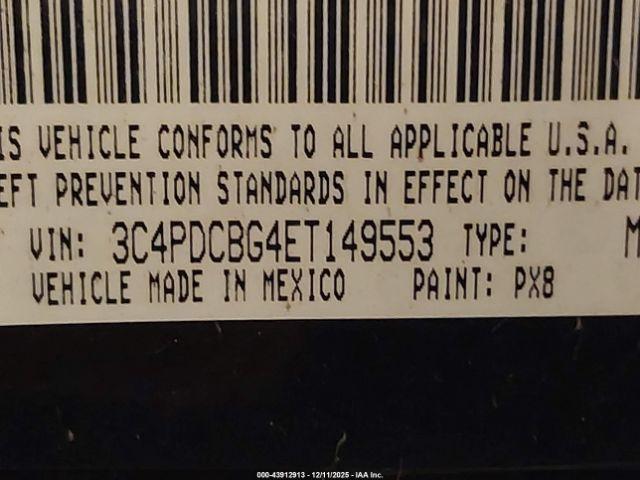 IS VEHICLE CONFORMS TO ALL APPLICABLE U.S.A.
EFT PREVENTION STANDARDS IN EFFECT ON THE DAT
VIN: 3C4PDCBG4ET149553 TYPE: M
VEHICLE MADE IN MEXICO PAINT: PX8
000-43912913 - 12/11/2025 - IAA Inc.